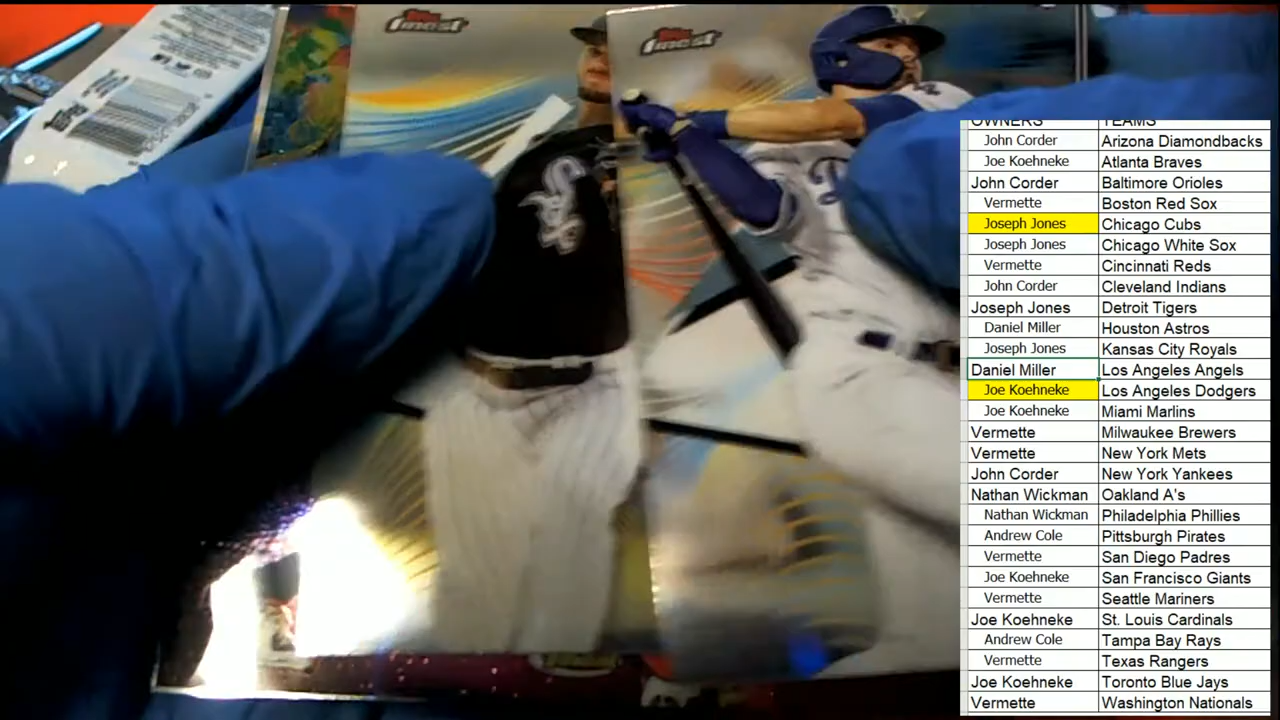 Topps
finest
Topps
finest
Sox
topps
OWNERS TEAMS
John Corder Arizona Diamondbacks
Joe Koehneke Atlanta Braves
John Corder Baltimore Orioles
Vermette Boston Red Sox
Joseph Jones Chicago Cubs
Joseph Jones Chicago White Sox
Vermette Cincinnati Reds
John Corder Cleveland Indians
Joseph Jones Detroit Tigers
Daniel Miller Houston Astros
Joseph Jones Kansas City Royals
Daniel Miller Los Angeles Angels
Joe Koehneke Los Angeles Dodgers
Joe Koehneke Miami Marlins
Vermette Milwaukee Brewers
Vermette New York Mets
John Corder New York Yankees
Nathan Wickman Oakland A's
Nathan Wickman Philadelphia Phillies
Andrew Cole Pittsburgh Pirates
Vermette San Diego Padres
Joe Koehneke San Francisco Giants
Vermette Seattle Mariners
Joe Koehneke St. Louis Cardinals
Andrew Cole Tampa Bay Rays
Vermette Texas Rangers
Joe Koehneke Toronto Blue Jays
Vermette Washington Nationals